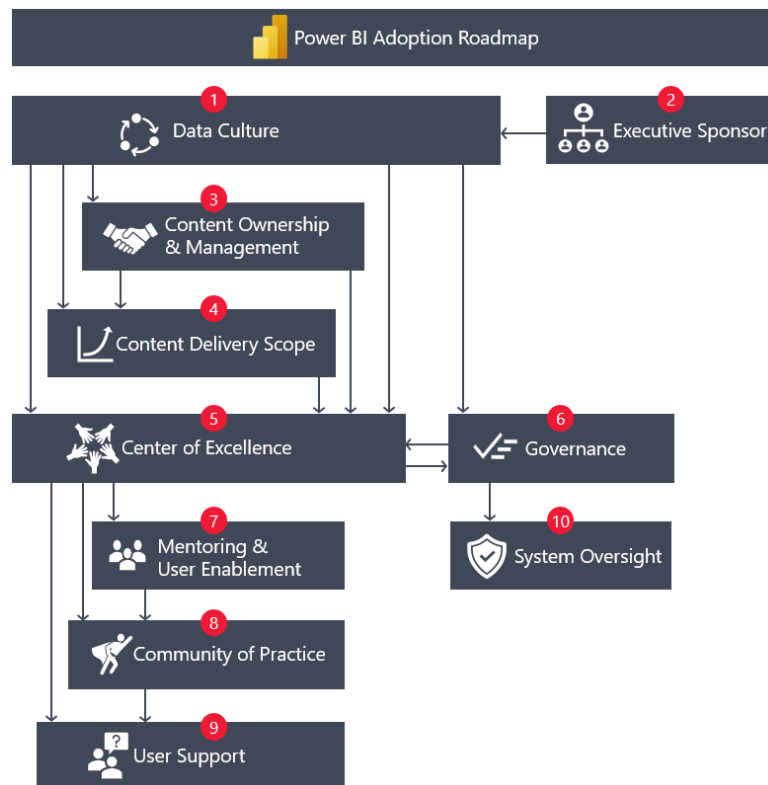 Power BI Adoption Roadmap
1
Data Culture
2
Executive Sponsor
3
Content Ownership
& Management
4
Content Delivery Scope
5
Center of Excellence
6
Governance
7
Mentoring &
User Enablement
10
System Oversight
8
Community of Practice
9
?
User Support